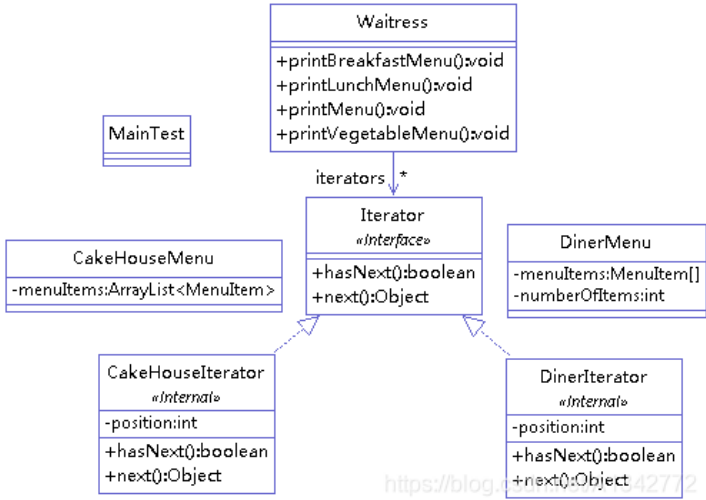 Waitress
+printBreakfastMenu():void
+printLunchMenu():void
+printMenu():void
+printVegetableMenu():void
MainTest
iterators *
Iterator
«Interface»
+hasNext():boolean
+next():Object
CakeHouseMenu
-menuItems:ArrayList<MenuItem>
DinerMenu
-menuItems:MenuItem[]
-numberOfItems:int
CakeHouseIterator
«Internal»
-position:int
+hasNext():boolean
+next():Object
DinerIterator
«Internal»
-position:int
+hasNext():boolean
+next():Object